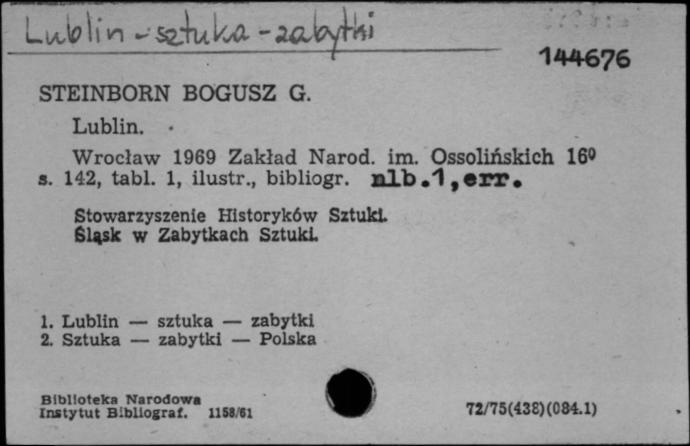 Lublin - sztuka - zabytki
144676
STEINBORN BOGUSZ G.
Lublin.
Wrocław 1969 Zakład Narod. im. Ossolińskich 16⁰
s. 142, tabl. 1, ilustr., bibliogr. nlb.1,err.
Stowarzyszenie Historyków Sztuki.
Śląsk w Zabytkach Sztuki.
1. Lublin — sztuka — zabytki
2. Sztuka — zabytki — Polska
Biblioteka Narodowa
Instytut Bibliograf. 1158/61
72/75(438)(084.1)